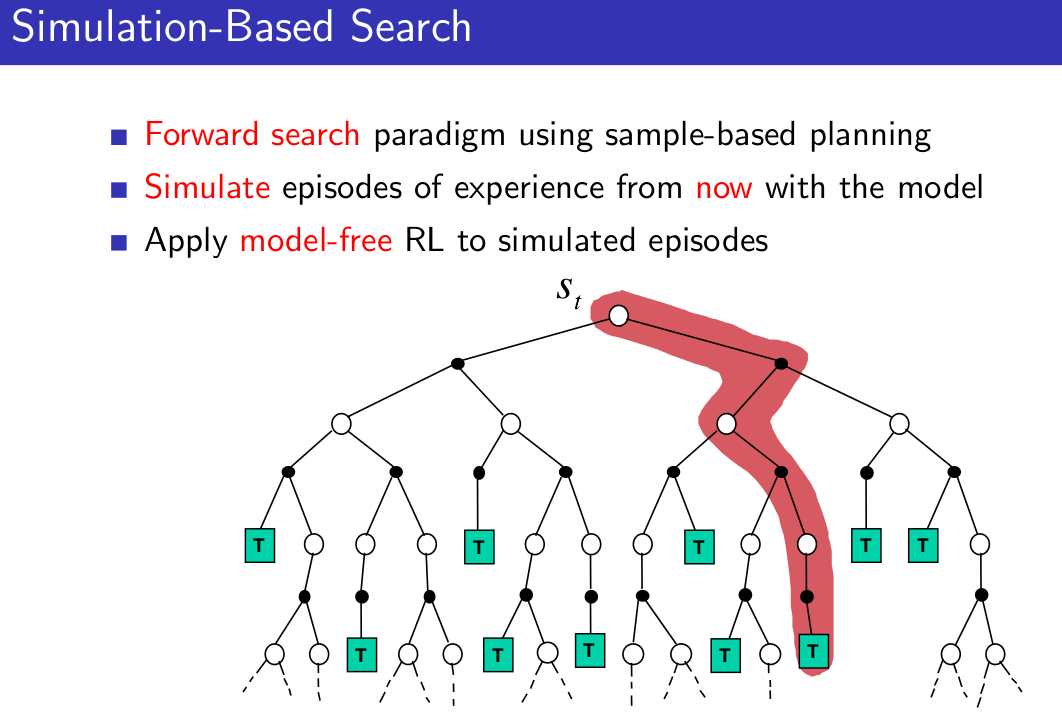 Simulation-Based Search
Forward search paradigm using sample-based planning
Simulate episodes of experience from now with the model
Apply model-free RL to simulated episodes
s_t
T T T T T
T T T T T